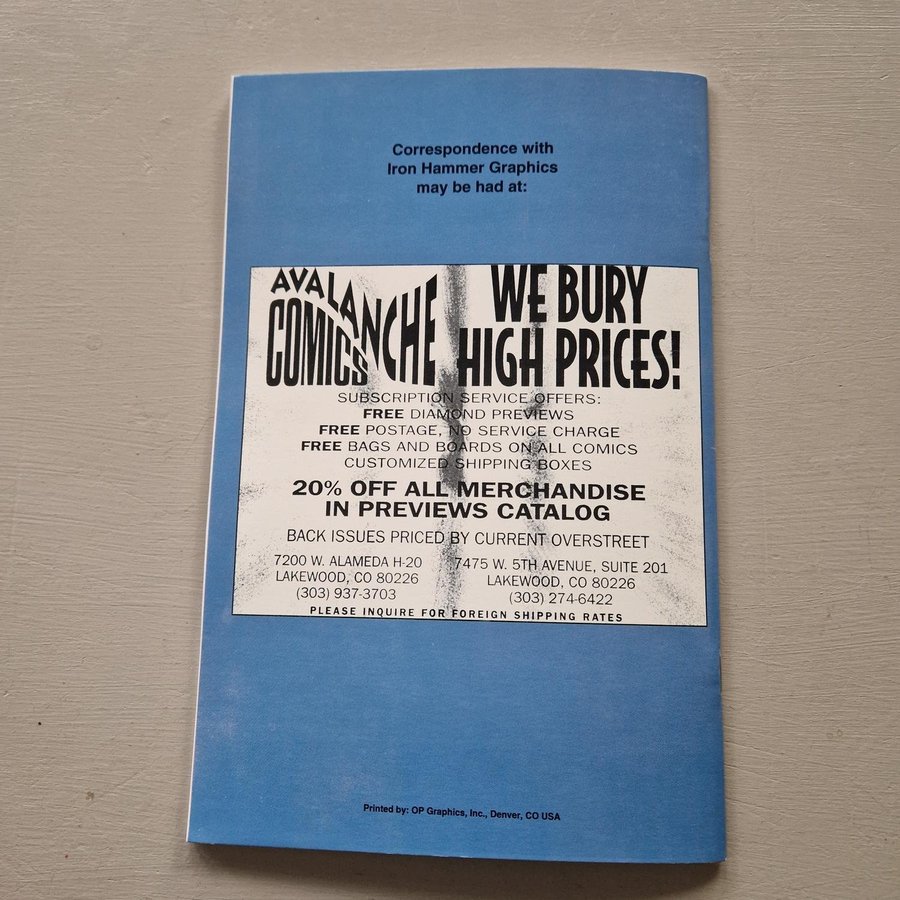 Correspondence with
Iron Hammer Graphics
may be had at:
AVALANCHE
COMICS
WE BURY
HIGH PRICES!
SUBSCRIPTION SERVICE OFFERS:
FREE DIAMOND PREVIEWS
FREE POSTAGE, NO SERVICE CHARGE
FREE BAGS AND BOARDS ON ALL COMICS
CUSTOMIZED SHIPPING BOXES
20% OFF ALL MERCHANDISE
IN PREVIEWS CATALOG
BACK ISSUES PRICED BY CURRENT OVERSTREET
7200 W. ALAMEDA H-20
LAKEWOOD, CO 80226
(303) 937-3703
7475 W. 5TH AVENUE, SUITE 201
LAKEWOOD, CO 80226
(303) 274-6422
PLEASE INQUIRE FOR FOREIGN SHIPPING RATES
Printed by: OP Graphics, Inc., Denver, CO USA